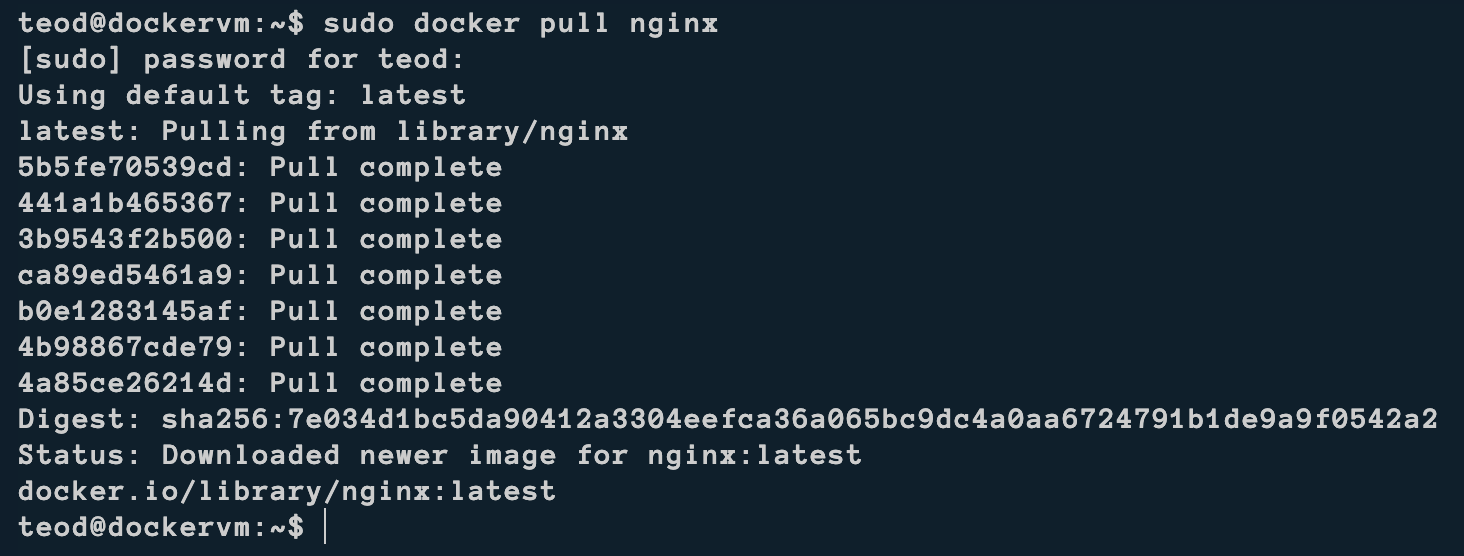 teod@dockervm:~$ sudo docker pull nginx
[sudo] password for teod:
Using default tag: latest
latest: Pulling from library/nginx
5b5fe70539cd: Pull complete
441a1b465367: Pull complete
3b9543f2b500: Pull complete
ca89ed5461a9: Pull complete
b0e1283145af: Pull complete
4b98867cde79: Pull complete
4a85ce26214d: Pull complete
Digest: sha256:7e034d1bc5da90412a3304eefca36a065bc9dc4a0aa6724791b1de9a9f0542a2
Status: Downloaded newer image for nginx:latest
docker.io/library/nginx:latest
teod@dockervm:~$